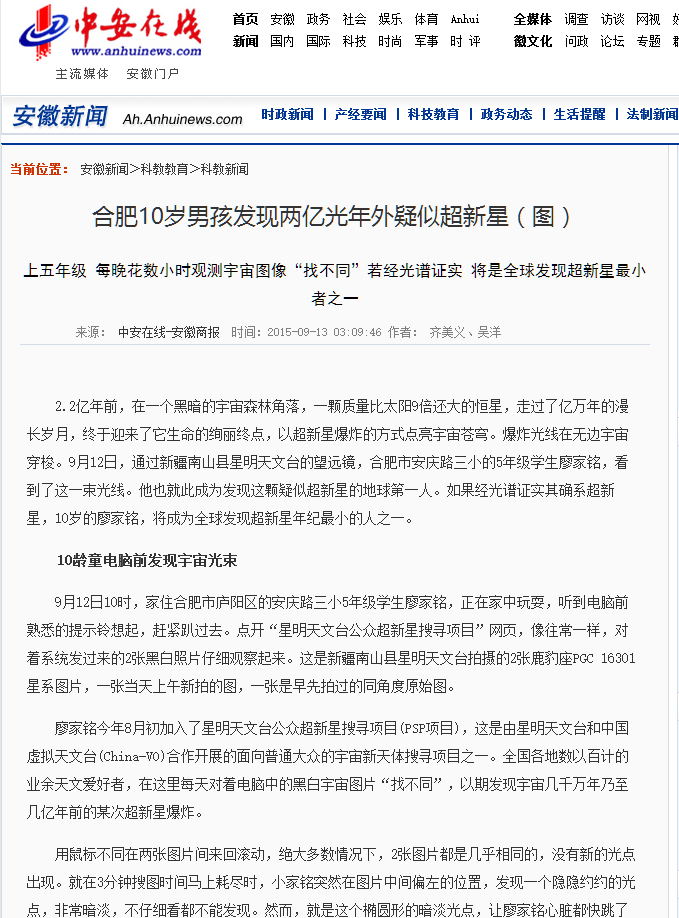 中安在线
www.anhuinews.com
主流媒体 安徽门户
首页 安徽 政务 社会 娱乐 体育 Anhui 全媒体 调查 访谈 网视
新闻 国内 国际 科技 时尚 军事 时 评 徽文化 问政 论坛 专题
安徽新闻 Ah.Anhuinews.com 时政新闻 | 产经要闻 | 科技教育 | 政务动态 | 生活提醒 | 法制新闻
当前位置： 安徽新闻>科教教育>科教新闻
合肥10岁男孩发现两亿光年外疑似超新星（图）
上五年级 每晚花数小时观测宇宙图像“找不同”若经光谱证实 将是全球发现超新星最小
者之一
来源： 中安在线-安徽商报 时间：2015-09-13 03:09:46 作者： 齐美义、吴洋
2.2亿年前，在一个黑暗的宇宙森林角落，一颗质量比太阳9倍还大的恒星，走过了亿万年的漫
长岁月，终于迎来了它生命的绚丽终点，以超新星爆炸的方式点亮宇宙苍穹。爆炸光线在无边宇宙
穿梭。9月12日，通过新疆南山县星明天文台的望远镜，合肥市安庆路三小的5年级学生廖家铭，看
到了这一束光线。他也就此成为发现这颗疑似超新星的地球第一人。如果经光谱证实其确系超新
星，10岁的廖家铭，将成为全球发现超新星年纪最小的人之一。
10龄童电脑前发现宇宙光束
9月12日10时，家住合肥市庐阳区的安庆路三小5年级学生廖家铭，正在家中玩耍，听到电脑前
熟悉的提示铃想起，赶紧趴过去。点开“星明天文台公众超新星搜寻项目”网页，像往常一样，对
着系统发过来的2张黑白照片仔细观察起来。这是新疆南山县星明天文台拍摄的2张鹿豹座PGC 16301
星系图片，一张当天上午新拍的图，一张是早先拍过的同角度原始图。
廖家铭今年8月初加入了星明天文台公众超新星搜寻项目(PSP项目)，这是由星明天文台和中国
虚拟天文台(China-VO)合作开展的面向普通大众的宇宙新天体搜寻项目之一。全国各地数以百计的
业余天文爱好者，在这里每天对着电脑中的黑白宇宙图片“找不同”，以期发现宇宙几千万年乃至
几亿年前的某次超新星爆炸。
用鼠标不同在两张图片间来回滚动，绝大多数情况下，2张图片都是几乎相同的，没有新的光点
出现。就在3分钟搜图时间马上耗尽时，小家铭突然在图片中间偏左的位置，发现一个隐隐约约的光
点，非常暗淡，不仔细看都不能发现。然而，就是这个椭圆形的暗淡光点，让廖家铭心脏都快跳了